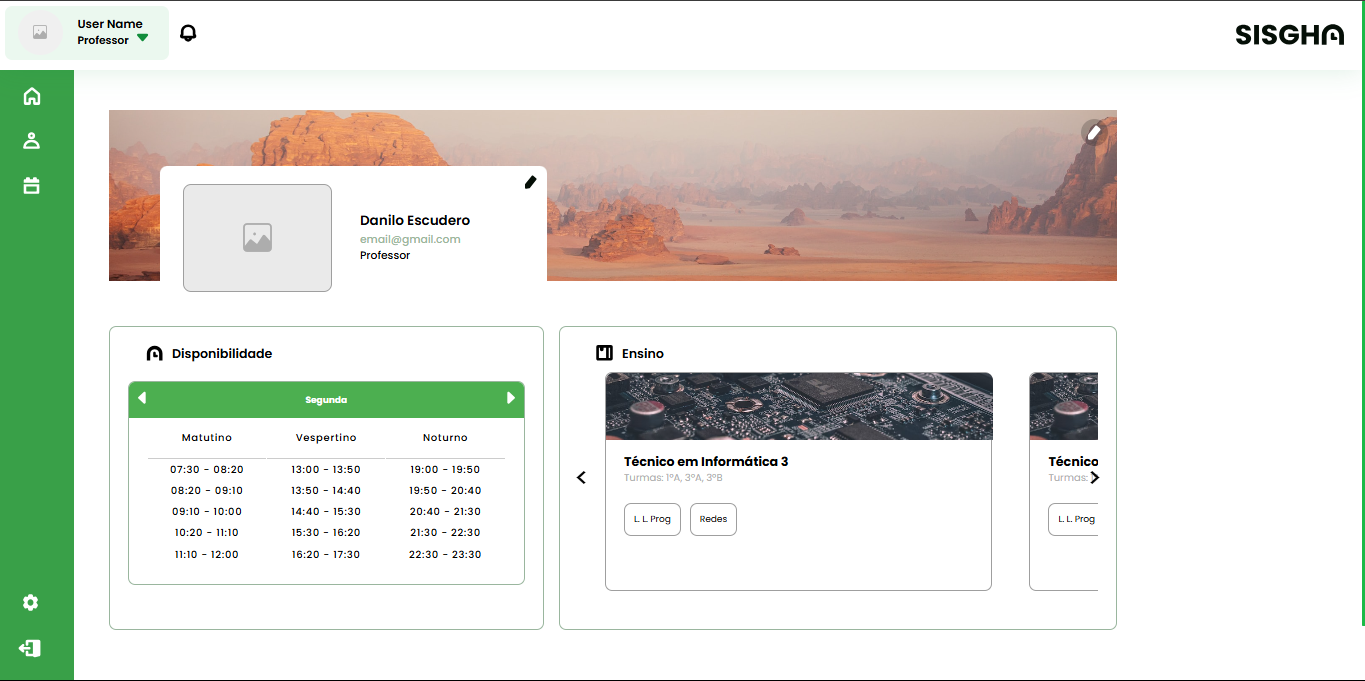 User Name
Professor
SISGHA
Danilo Escudero
email@gmail.com
Professor
Disponibilidade
Segunda
Matutino Vespertino Noturno
07:30 - 08:20 13:00 - 13:50 19:00 - 19:50
08:20 - 09:10 13:50 - 14:40 19:50 - 20:40
09:10 - 10:00 14:40 - 15:30 20:40 - 21:30
10:20 - 11:10 15:30 - 16:20 21:30 - 22:30
11:10 - 12:00 16:20 - 17:30 22:30 - 23:30
Ensino
Técnico em Informática 3
Turmas: 1ºA, 3ºA, 3ºB
L. L. Prog Redes
Técnico
Turmas:
L. L. Prog